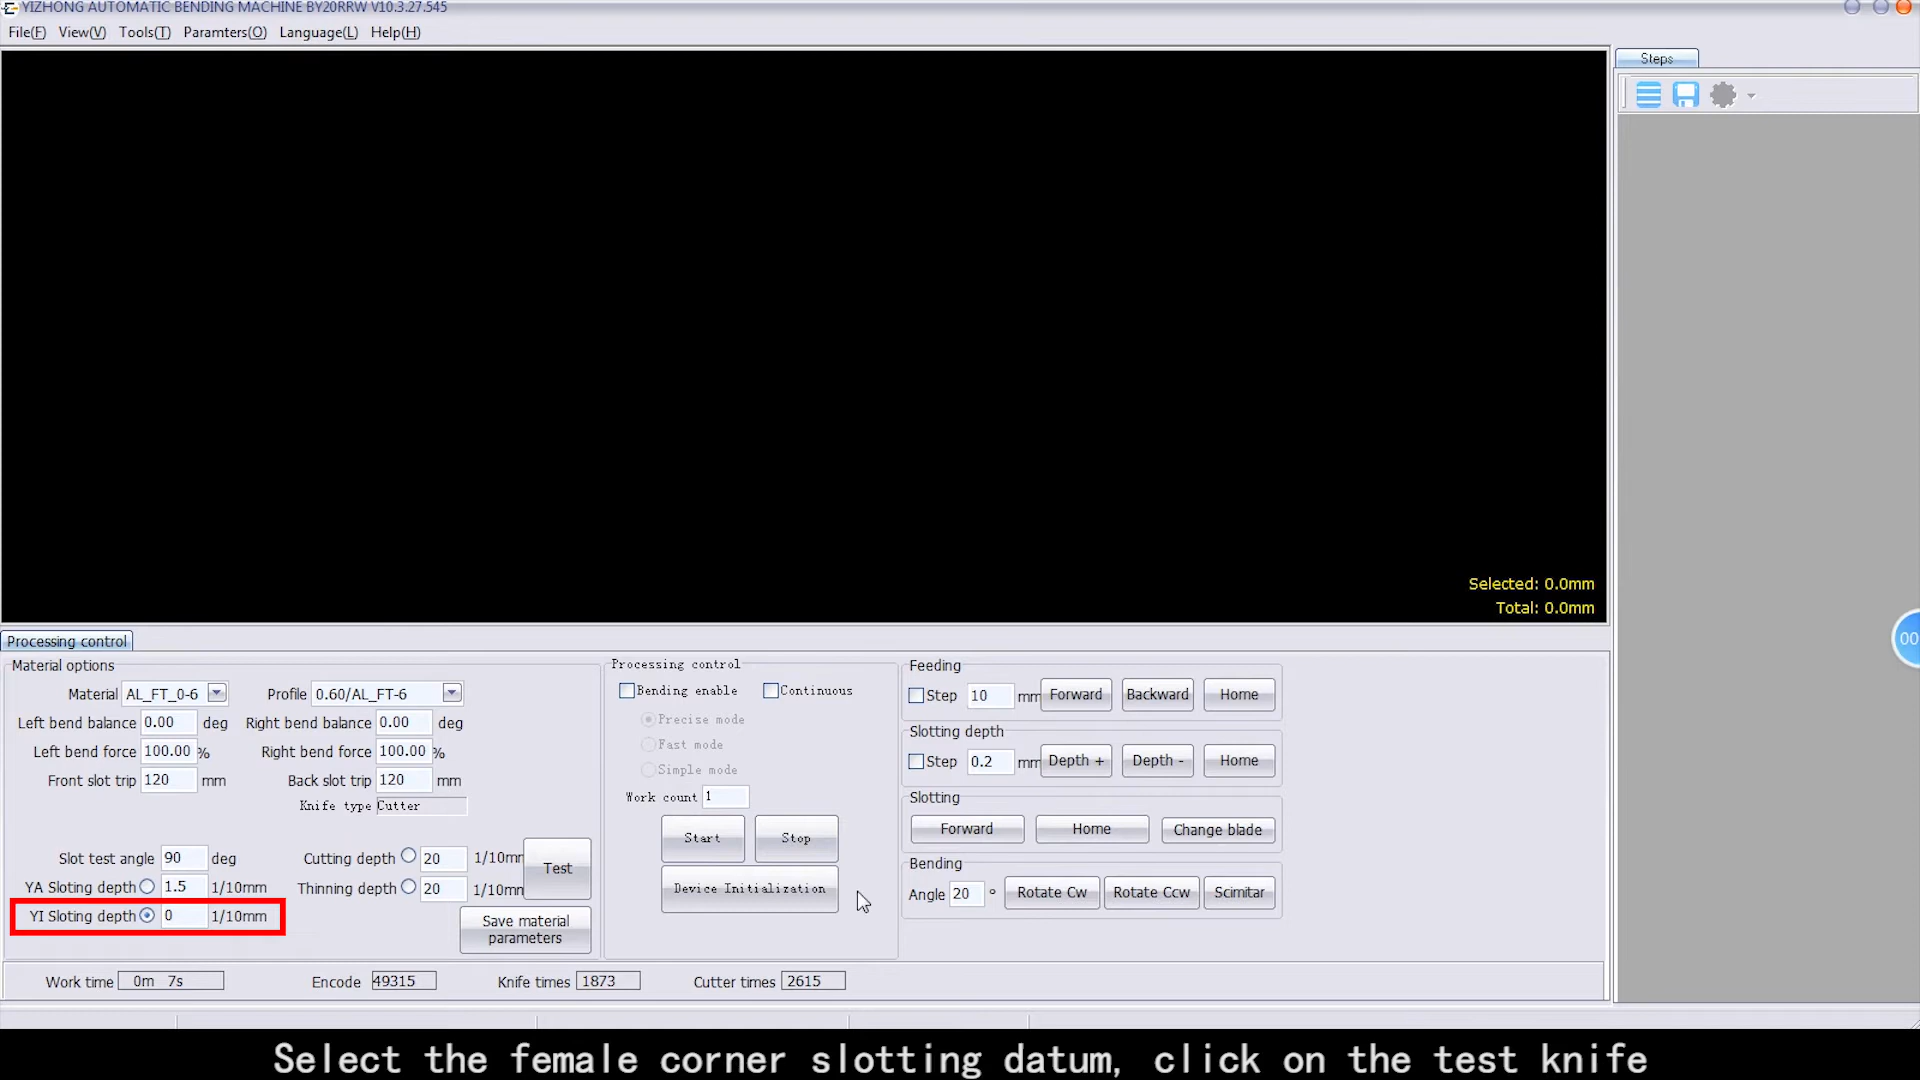 YIZHONG AUTOMATIC BENDING MACHINE BY20RRW V10.3.27.545
File(F) View(V) Tools(T) Paramters(O) Language(L) Help(H)
Steps
Selected: 0.0mm
Total: 0.0mm
00
Processing control
Material options
Material AL_FT_0-6 Profile 0.60/AL_FT-6
Left bend balance 0.00 deg Right bend balance 0.00 deg
Left bend force 100.00 % Right bend force 100.00 %
Front slot trip 120 mm Back slot trip 120 mm
Knife type Cutter
Slot test angle 90 deg Cutting depth 20 1/10mm Test
YA Sloting depth 1.5 1/10mm Thinning depth 20 1/10mm
YI Sloting depth 0 1/10mm Save material
parameters
Processing control
Bending enable Continuous
Precise mode
Fast mode
Simple mode
Work count 1
Start Stop
Device Initialization
Feeding
Step 10 mm Forward Backward Home
Slotting depth
Step 0.2 mm Depth + Depth - Home
Slotting
Forward Home Change blade
Bending
Angle 20 ° Rotate Cw Rotate Ccw Scimitar
Work time 0m 7s Encode 49315 Knife times 1873 Cutter times 2615
Select the female corner slotting datum, click on the test knife